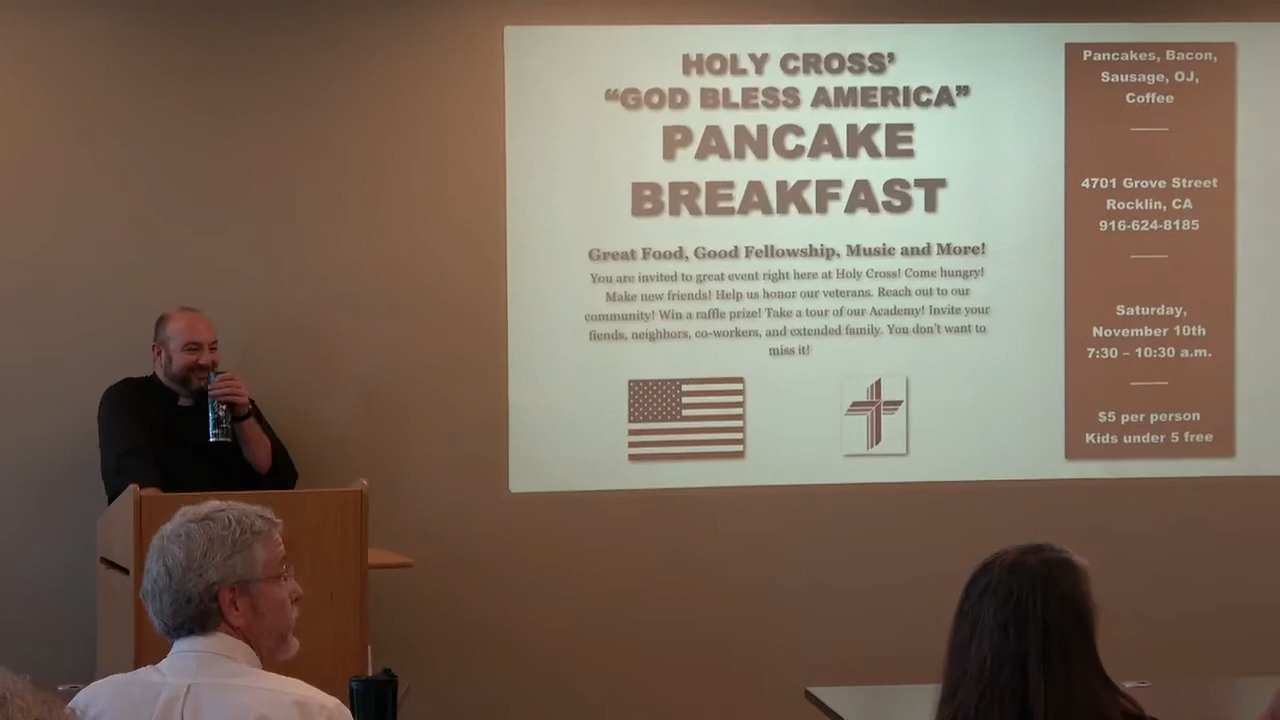 HOLY CROSS’
“GOD BLESS AMERICA”
PANCAKE
BREAKFAST
Great Food, Good Fellowship, Music and More!
You are invited to great event right here at Holy Cross! Come hungry!
Make new friends! Help us honor our veterans. Reach out to our
community! Win a raffle prize! Take a tour of our Academy! Invite your
fiends, neighbors, co-workers, and extended family. You don’t want to
miss it!
Pancakes, Bacon,
Sausage, OJ,
Coffee
4701 Grove Street
Rocklin, CA
916-624-8185
Saturday,
November 10th
7:30 – 10:30 a.m.
$5 per person
Kids under 5 free